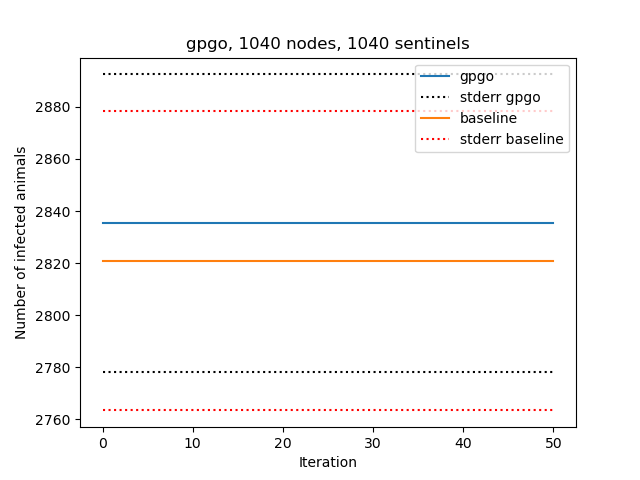 gpgo, 1040 nodes, 1040 sentinels
gpgo
stderr gpgo
baseline
stderr baseline
Number of infected animals
2880
2860
2840
2820
2800
2780
2760
0 10 20 30 40 50
Iteration